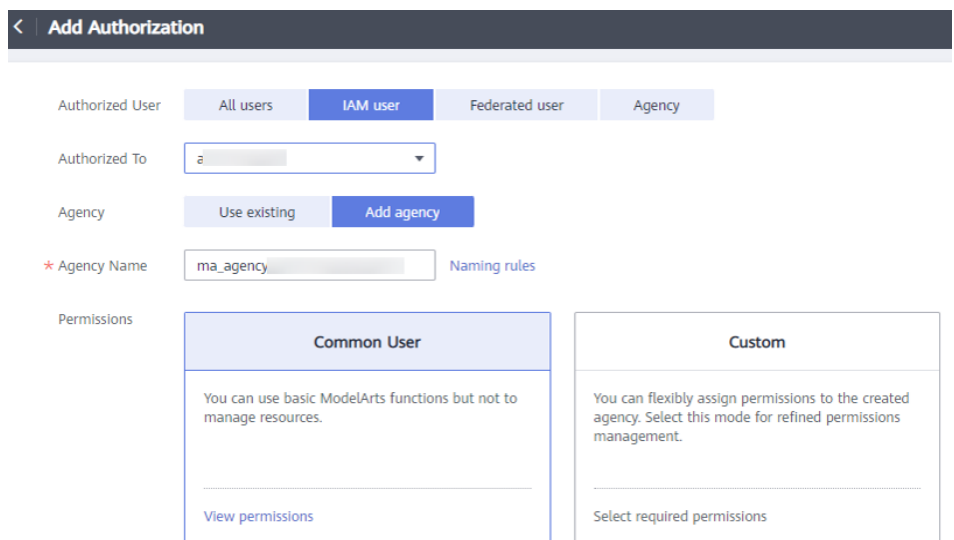 Add Authorization
Authorized User All users IAM user Federated user Agency
Authorized To a
Agency Use existing Add agency
* Agency Name ma_agency Naming rules
Permissions
Common User Custom
You can use basic ModelArts functions but not to
manage resources.
You can flexibly assign permissions to the created
agency. Select this mode for refined permissions
management.
View permissions Select required permissions